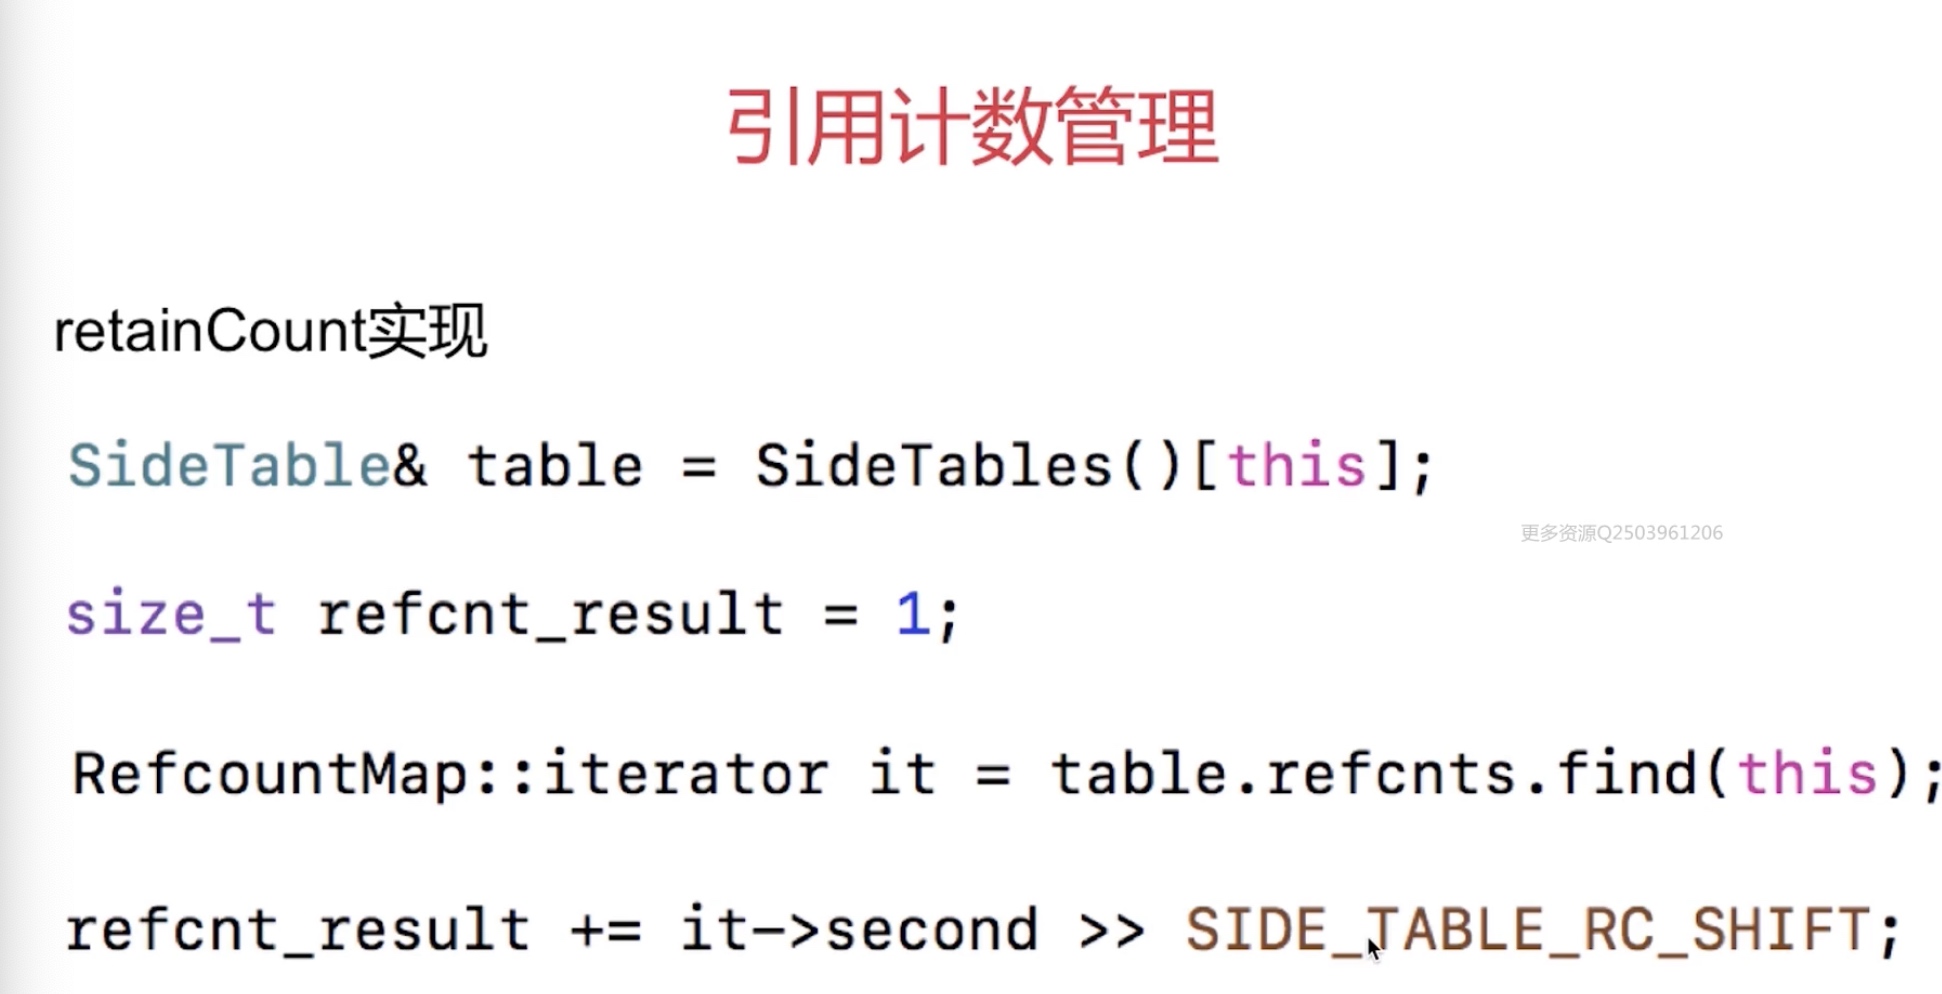 引用计数管理
retainCount实现
SideTable& table = SideTables()[this];
更多资源Q2503961206
size_t refcnt_result = 1;
RefcountMap::iterator it = table.refcnts.find(this);
refcnt_result += it->second >> SIDE_TABLE_RC_SHIFT;